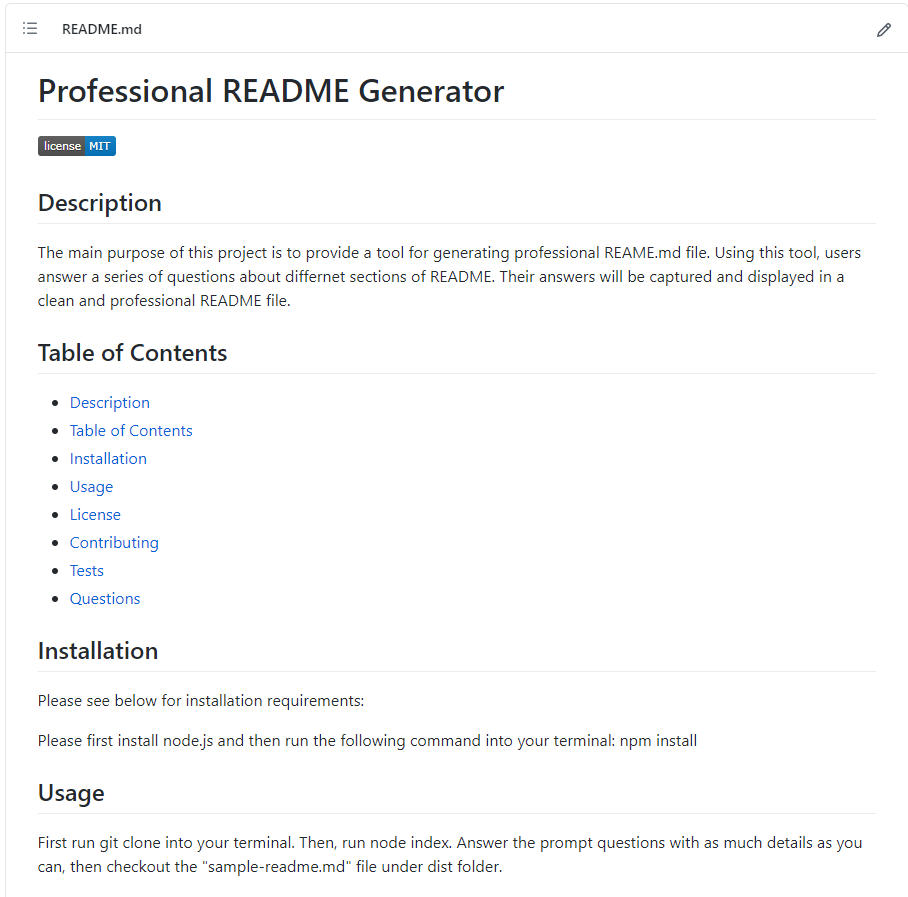 README.md
Professional README Generator
license MIT
Description
The main purpose of this project is to provide a tool for generating professional REAME.md file. Using this tool, users
answer a series of questions about differnet sections of README. Their answers will be captured and displayed in a
clean and professional README file.
Table of Contents
Description
Table of Contents
Installation
Usage
License
Contributing
Tests
Questions
Installation
Please see below for installation requirements:
Please first install node.js and then run the following command into your terminal: npm install
Usage
First run git clone into your terminal. Then, run node index. Answer the prompt questions with as much details as you
can, then checkout the "sample-readme.md" file under dist folder.